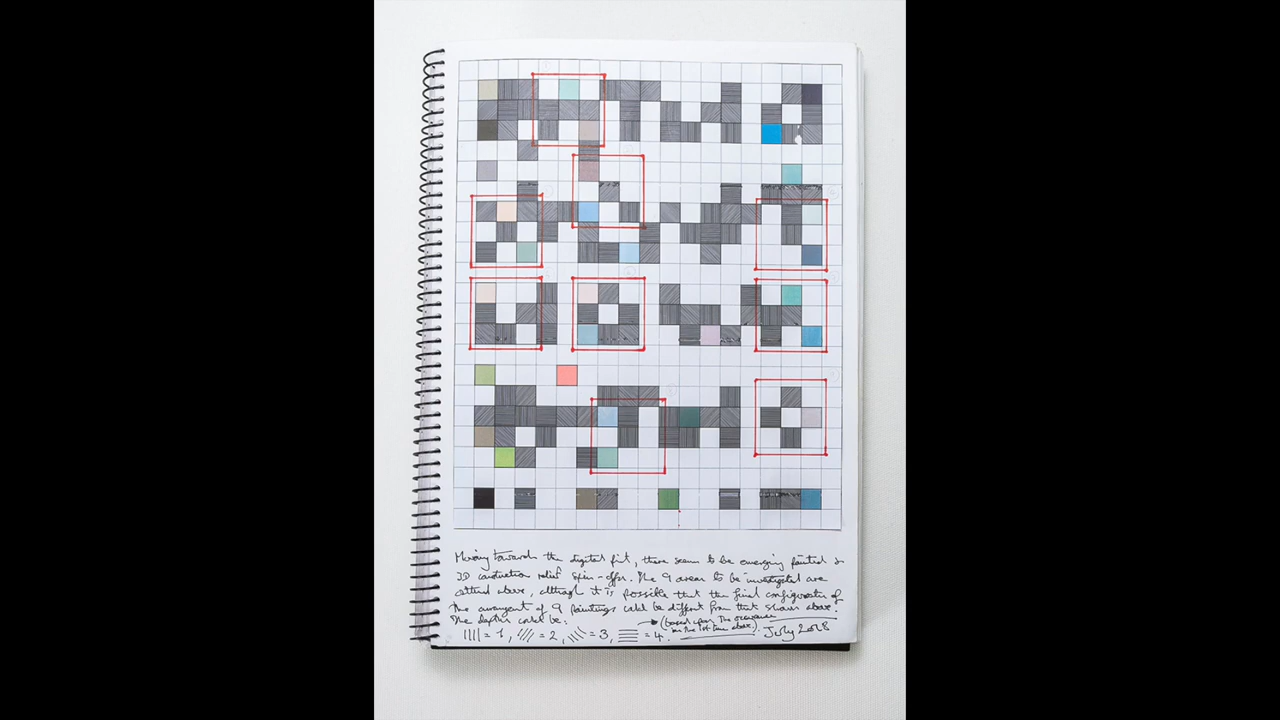 Moving towards the digital print, there seem to be emerging painted &
3D construction relief spin-offs. The 9 areas to be investigated are
outlined above, although it is possible that the final configuration of
the arrangement of 9 paintings could be different from that shown above.
The depths could be:
|||| = 1, //// = 2, \\\\ = 3, ≡ = 4. (based upon the occurrence
on the 1st time above). July 2018